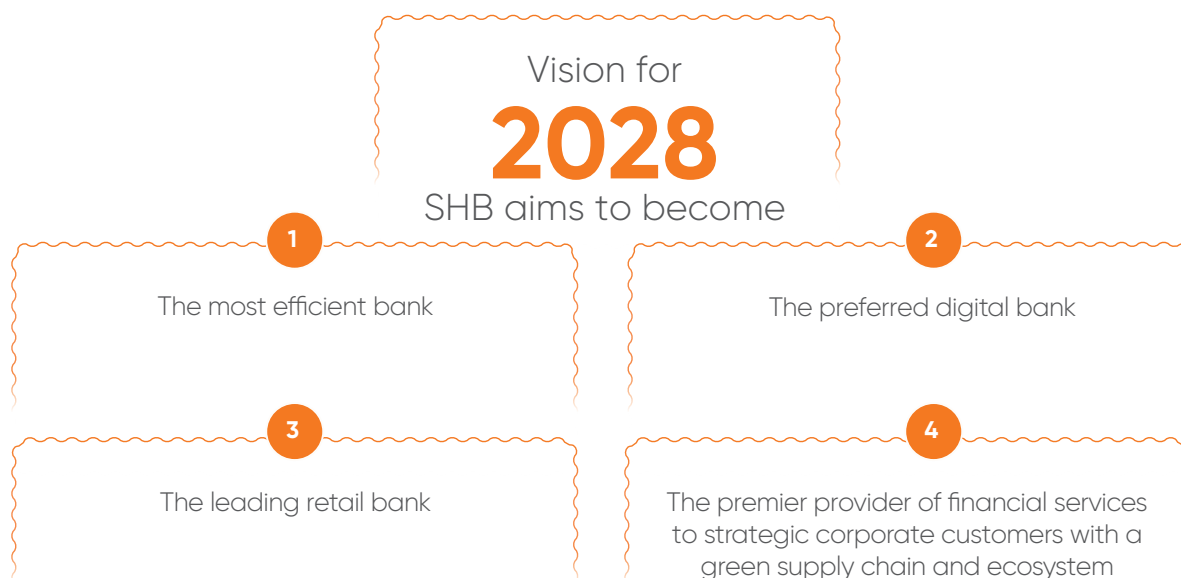 Vision for
2028
SHB aims to become
1
The most efficient bank
2
The preferred digital bank
3
The leading retail bank
4
The premier provider of financial services
to strategic corporate customers with a
green supply chain and ecosystem